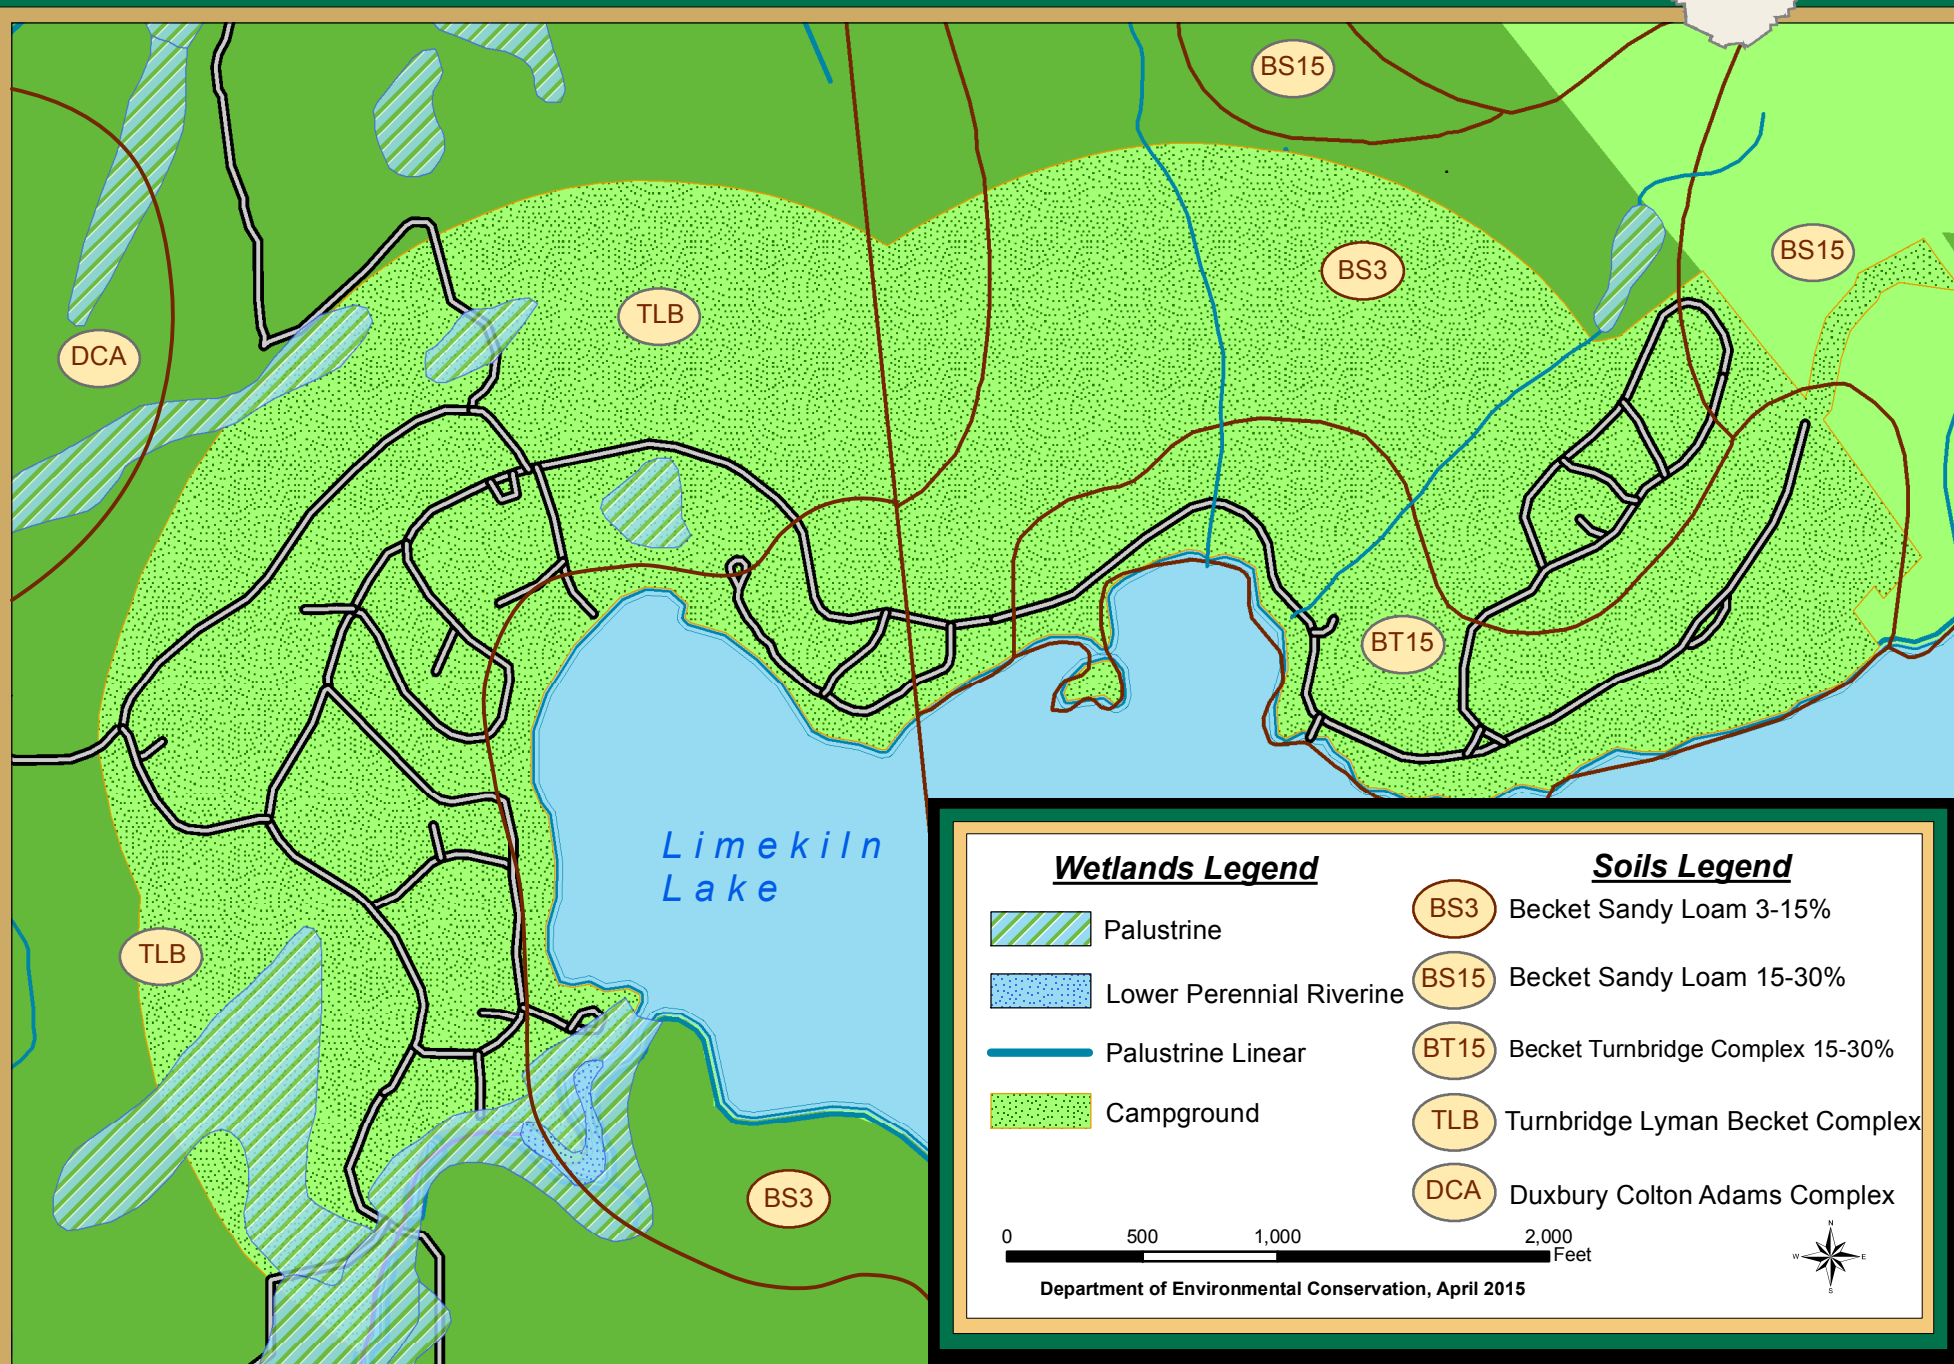 BS15
BS15
BS3
TLB
DCA
BT15
Limekiln
Lake
TLB
BS3
Wetlands Legend
Palustrine
Lower Perennial Riverine
Palustrine Linear
Campground
Soils Legend
BS3 Becket Sandy Loam 3-15%
BS15 Becket Sandy Loam 15-30%
BT15 Becket Turnbridge Complex 15-30%
TLB Turnbridge Lyman Becket Complex
DCA Duxbury Colton Adams Complex
0 500 1,000 2,000
Feet
N
W E
S
Department of Environmental Conservation, April 2015